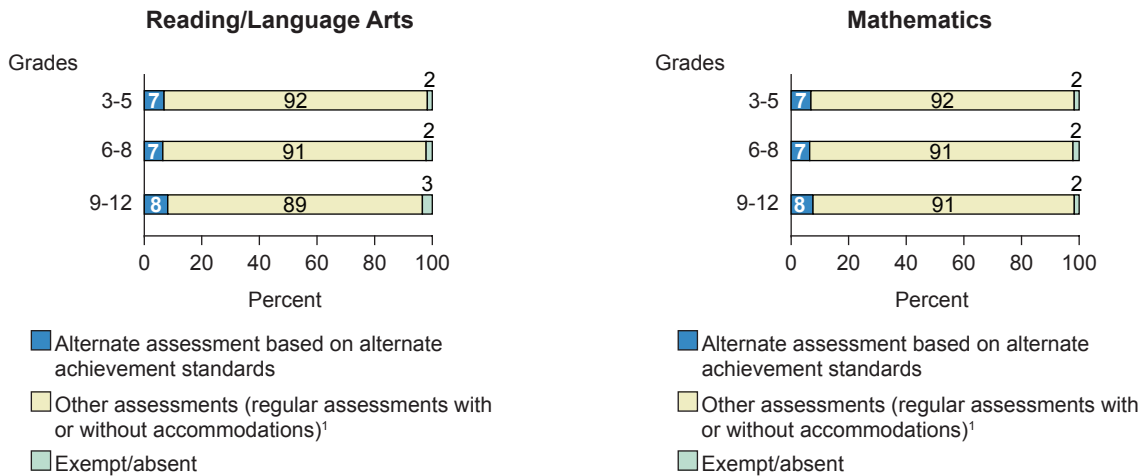 Reading/Language Arts
Grades
2
3-5 7 92
2
6-8 7 91
3
9-12 8 89
0 20 40 60 80 100
Percent
Alternate assessment based on alternate
achievement standards
Other assessments (regular assessments with
or without accommodations)¹
Exempt/absent
Mathematics
Grades
2
3-5 7 92
2
6-8 7 91
2
9-12 8 91
0 20 40 60 80 100
Percent
Alternate assessment based on alternate
achievement standards
Other assessments (regular assessments with
or without accommodations)¹
Exempt/absent